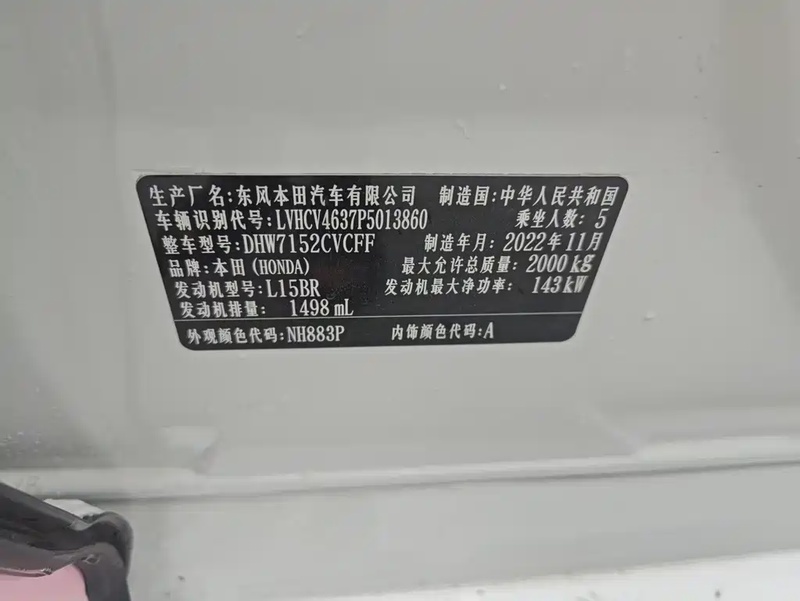 生产厂名:东风本田汽车有限公司 制造国:中华人民共和国
车辆识别代号:LVHCV4637P5013860 乘坐人数:5
整车型号:DHW7152CVCFF 制造年月:2022年11月
品牌:本田(HONDA) 最大允许总质量:2000kg
发动机型号:L15BR 发动机最大净功率:143kW
发动机排量:1498mL
外观颜色代码:NH883P 内饰颜色代码:A